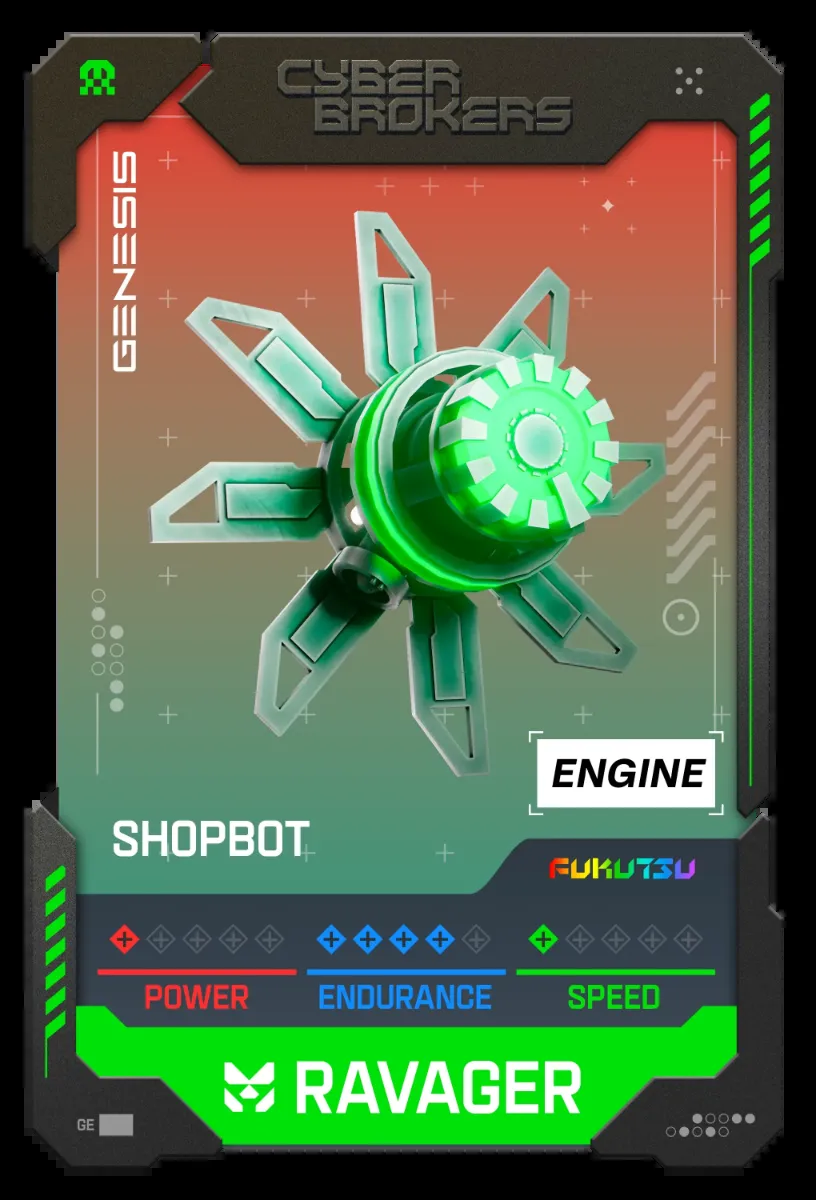 CYBER
BROKERS
GENESIS
ENGINE
SHOPBOT
FUKUTSU
POWER
ENDURANCE
SPEED
RAVAGER
GE